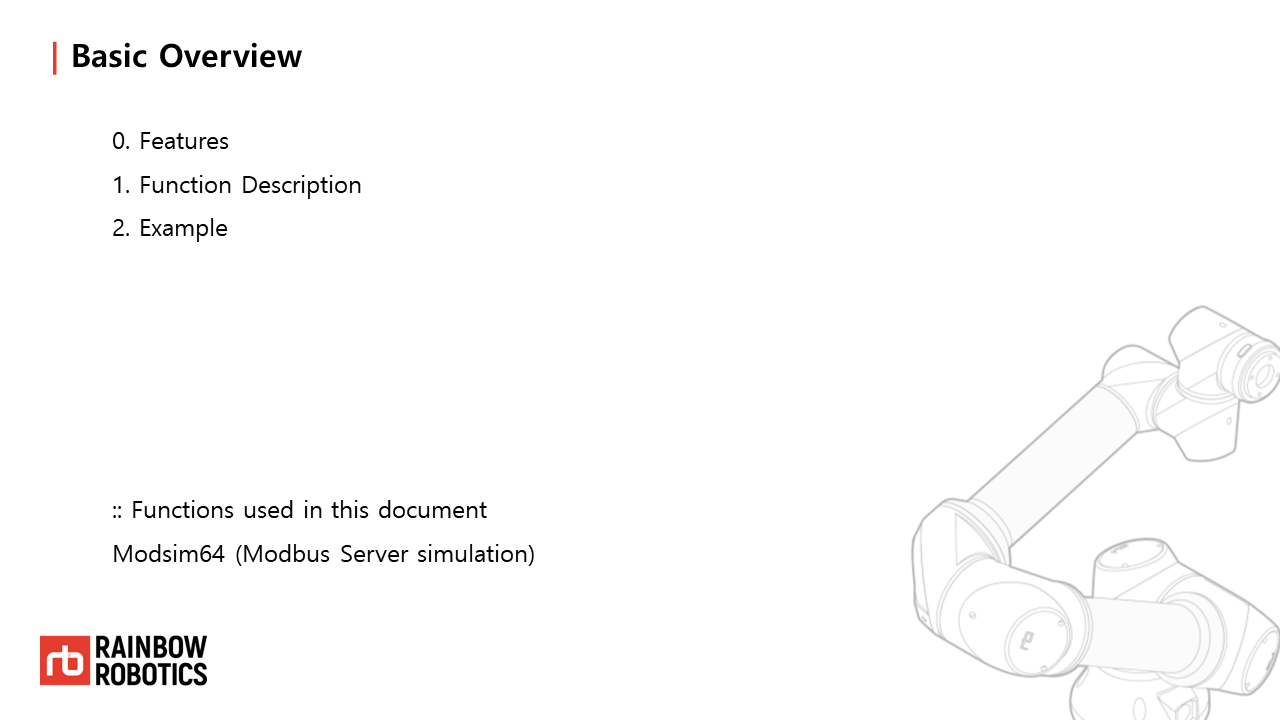 Basic Overview
0. Features
1. Function Description
2. Example
:: Functions used in this document
Modsim64 (Modbus Server simulation)
rb RAINBOW
ROBOTICS